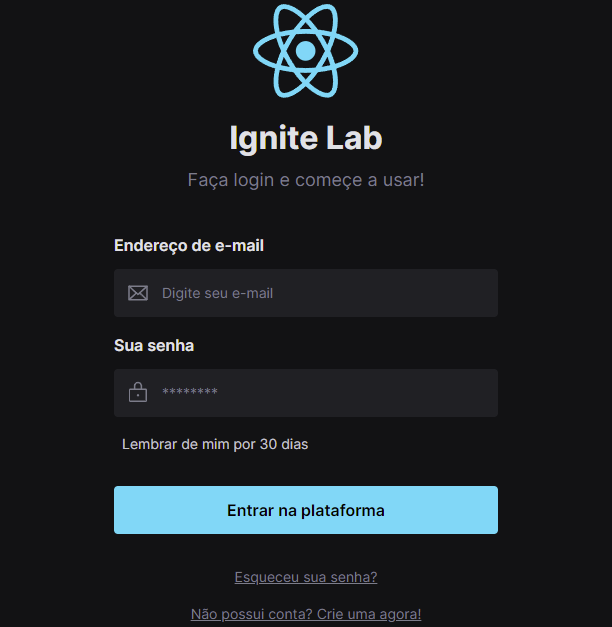 Ignite Lab
Faça login e começe a usar!
Endereço de e-mail
Digite seu e-mail
Sua senha
********
Lembrar de mim por 30 dias
Entrar na plataforma
Esqueceu sua senha?
Não possui conta? Crie uma agora!